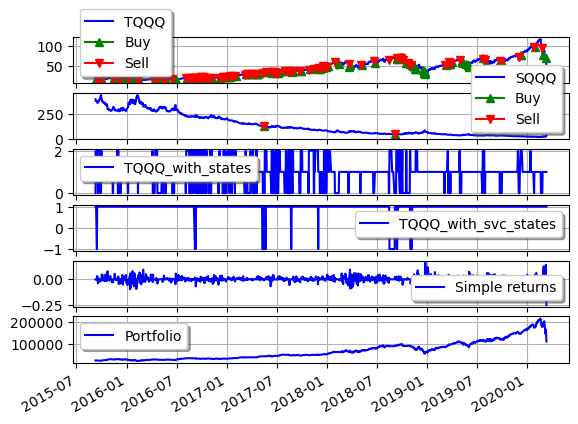 TQQQ
Buy
Sell
100
50
SQQQ
Buy
Sell
250
0
2
TQQQ_with_states
0
1
TQQQ_with_svc_states
−1
0.00
Simple returns
−0.25
200000
Portfolio
100000
2015-07
2016-01
2016-07
2017-01
2017-07
2018-01
2018-07
2019-01
2019-07
2020-01